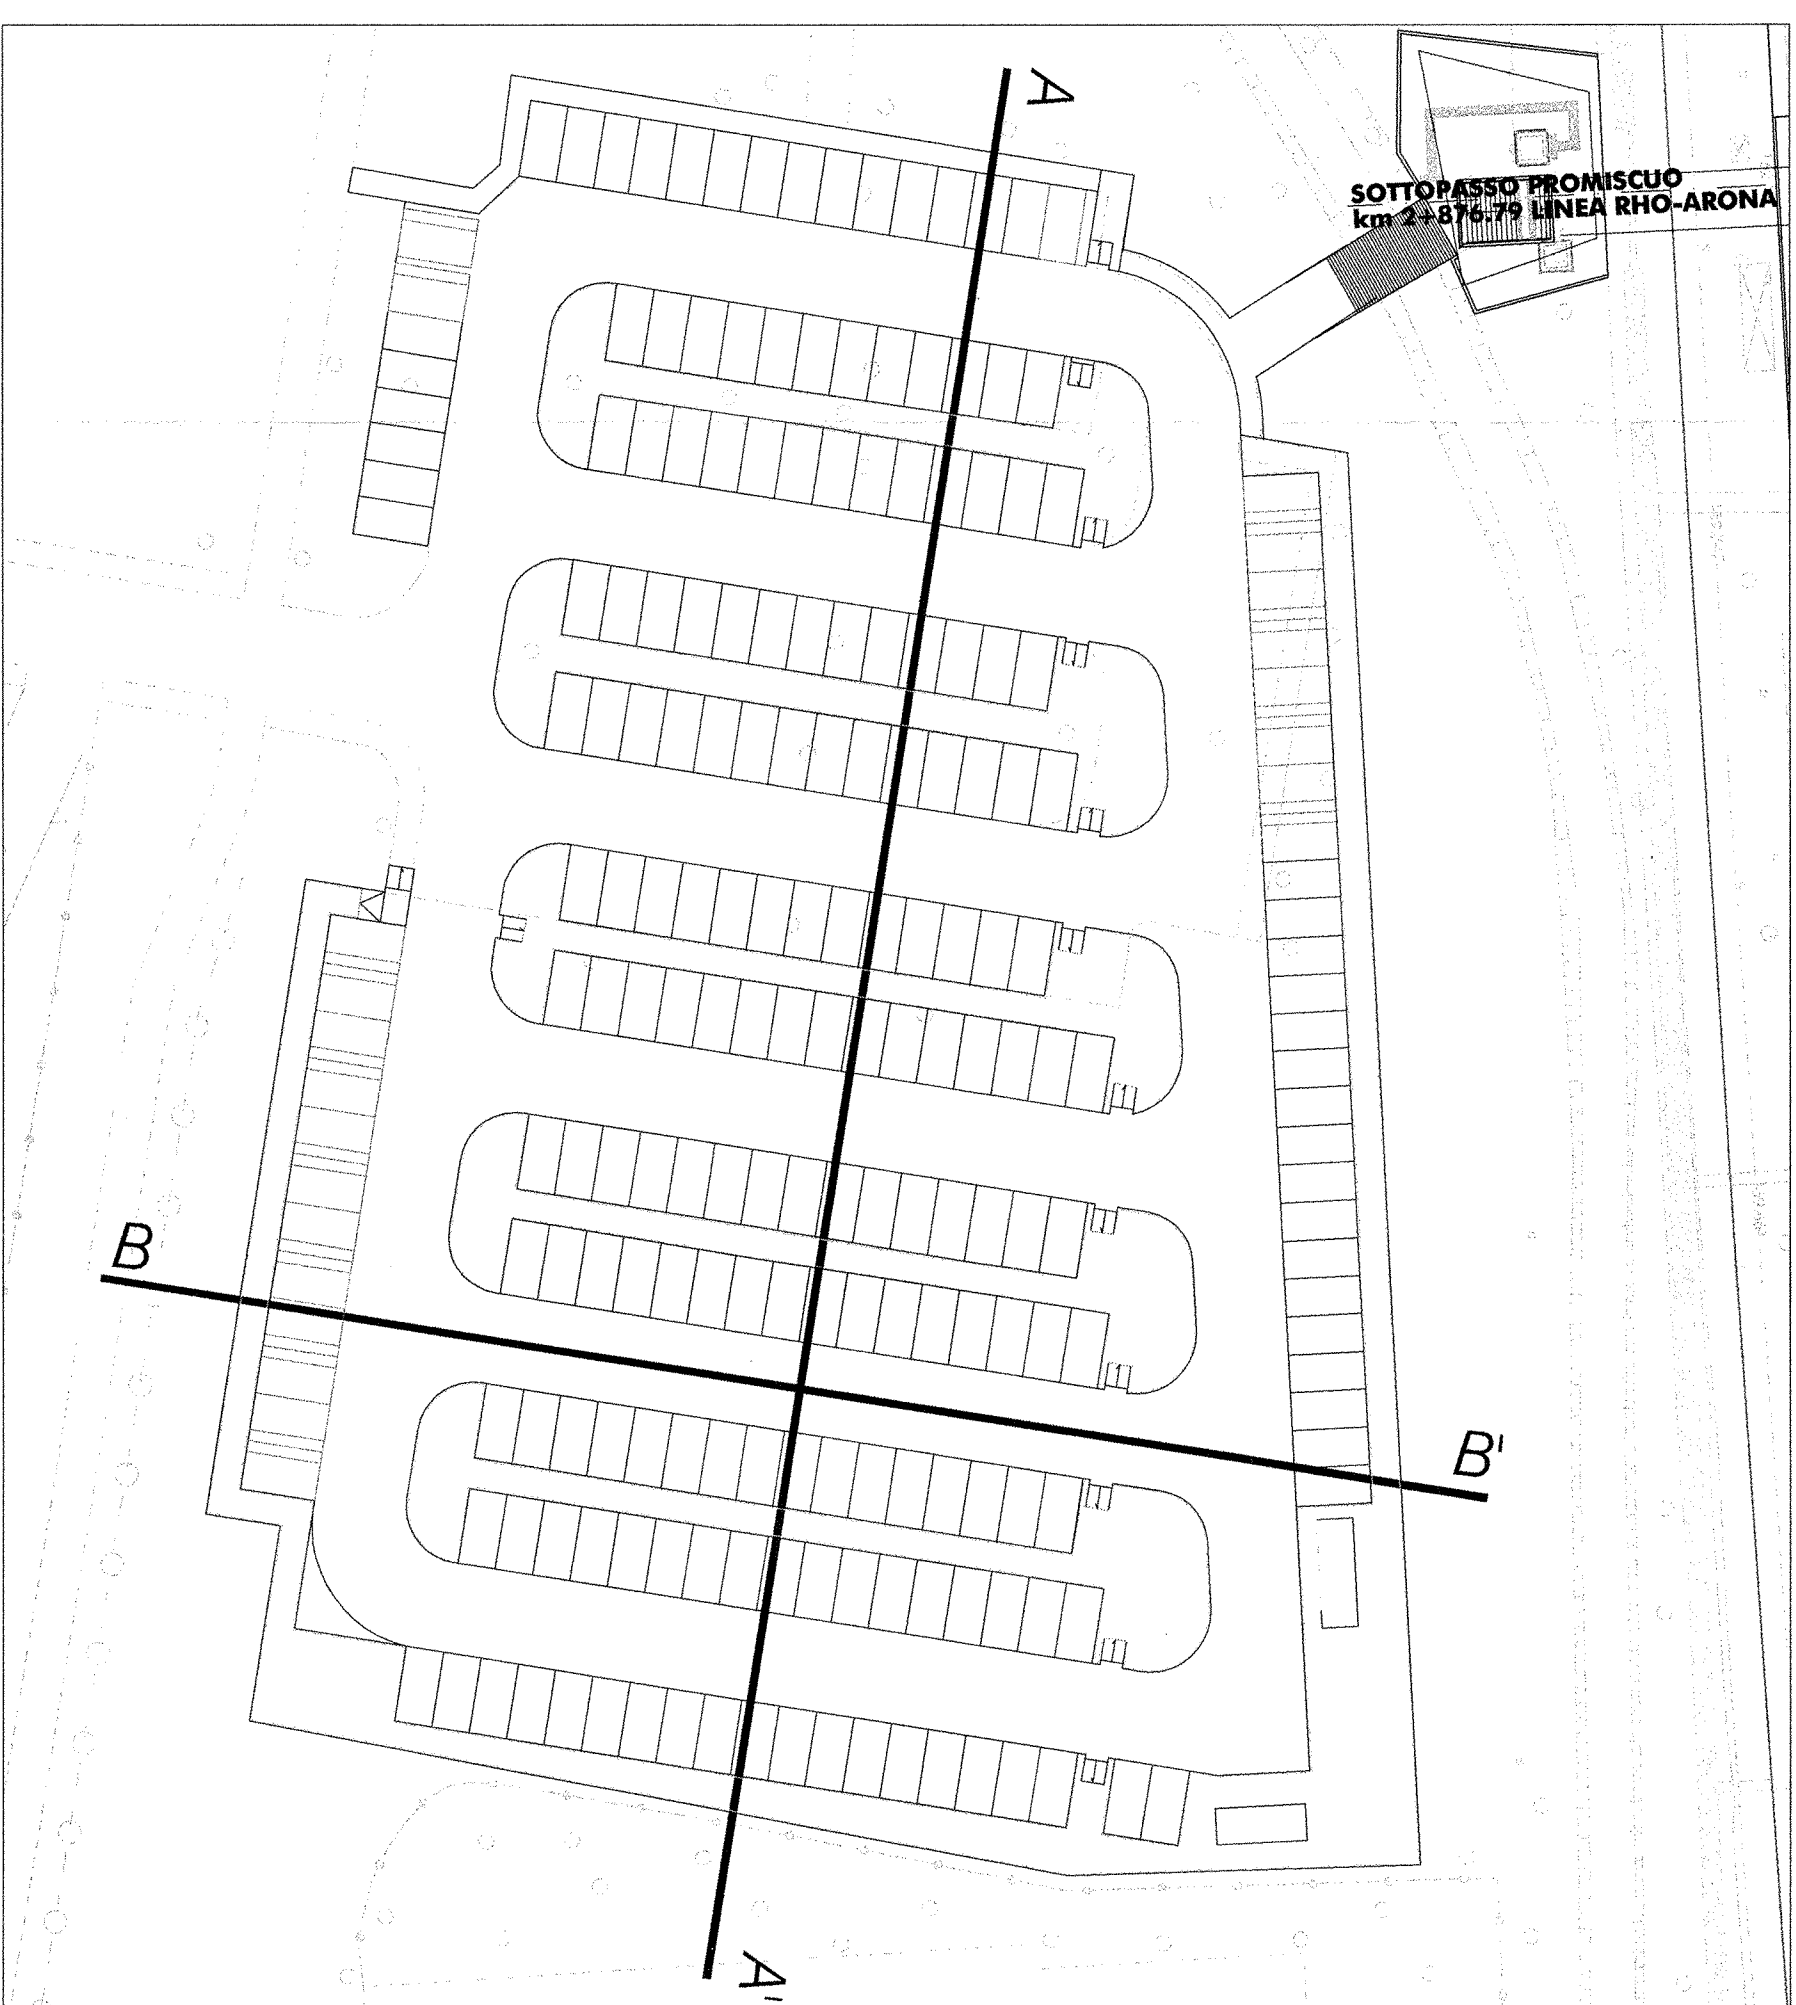 A
SOTTOPASSO PROMISCUO
km 2+876.79 LINEA RHO-ARONA
B
B'
A'